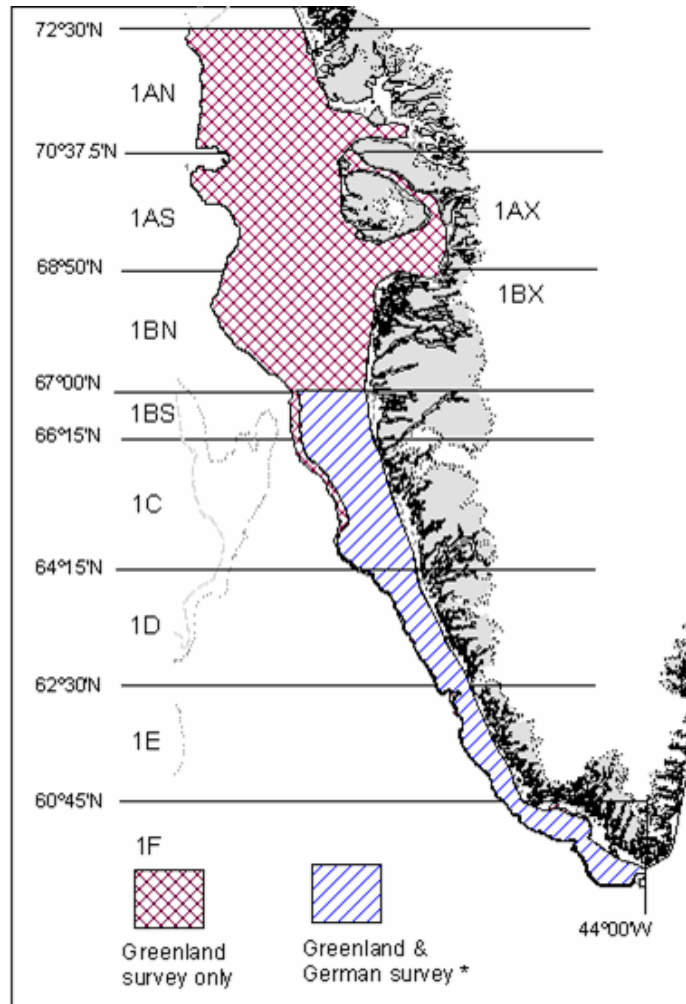 72°30'N
1AN
70°37.5'N
1AS
1AX
68°50'N
1BX
1BN
67°00'N
1BS
66°15'N
1C
64°15'N
1D
62°30'N
1E
60°45'N
1F
44°00'W
Greenland
survey only
Greenland &
German survey *